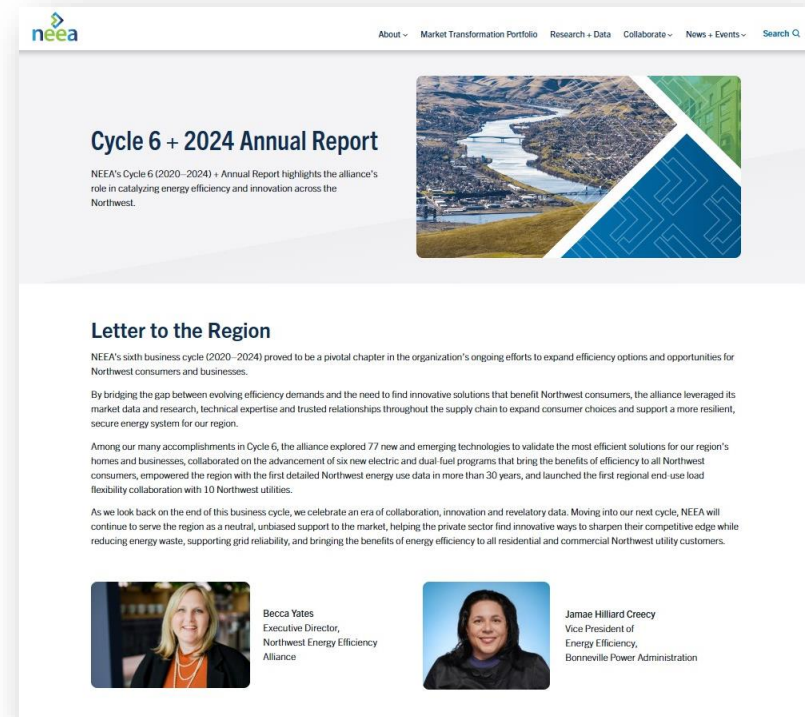 neea
About Market Transformation Portfolio Research + Data Collaborate News + Events Search
Cycle 6 + 2024 Annual Report
NEEA's Cycle 6 (2020–2024) + Annual Report highlights the alliance's
role in catalyzing energy efficiency and innovation across the
Northwest.
Letter to the Region
NEEA's sixth business cycle (2020–2024) proved to be a pivotal chapter in the organization's ongoing efforts to expand efficiency options and opportunities for
Northwest consumers and businesses.
By bridging the gap between evolving efficiency demands and the need to find innovative solutions that benefit Northwest consumers, the alliance leveraged its
market data and research, technical expertise and trusted relationships throughout the supply chain to expand consumer choices and support a more resilient,
secure energy system for our region.
Among our many accomplishments in Cycle 6, the alliance explored 77 new and emerging technologies to validate the most efficient solutions for our region's
homes and businesses, collaborated on the advancement of six new electric and dual-fuel programs that bring the benefits of efficiency to all Northwest
consumers, empowered the region with the first detailed Northwest energy use data in more than 30 years, and launched the first regional end-use load
flexibility collaboration with 10 Northwest utilities.
As we look back on the end of this business cycle, we celebrate an era of collaboration, innovation and revelatory data. Moving into our next cycle, NEEA will
continue to serve the region as a neutral, unbiased support to the market, helping the private sector find innovative ways to sharpen their competitive edge while
reducing energy waste, supporting grid reliability, and bringing the benefits of energy efficiency to all residential and commercial Northwest utility customers.
Becca Yates
Executive Director,
Northwest Energy Efficiency
Alliance
Jamae Hilliard Creecy
Vice President of
Energy Efficiency,
Bonneville Power Administration